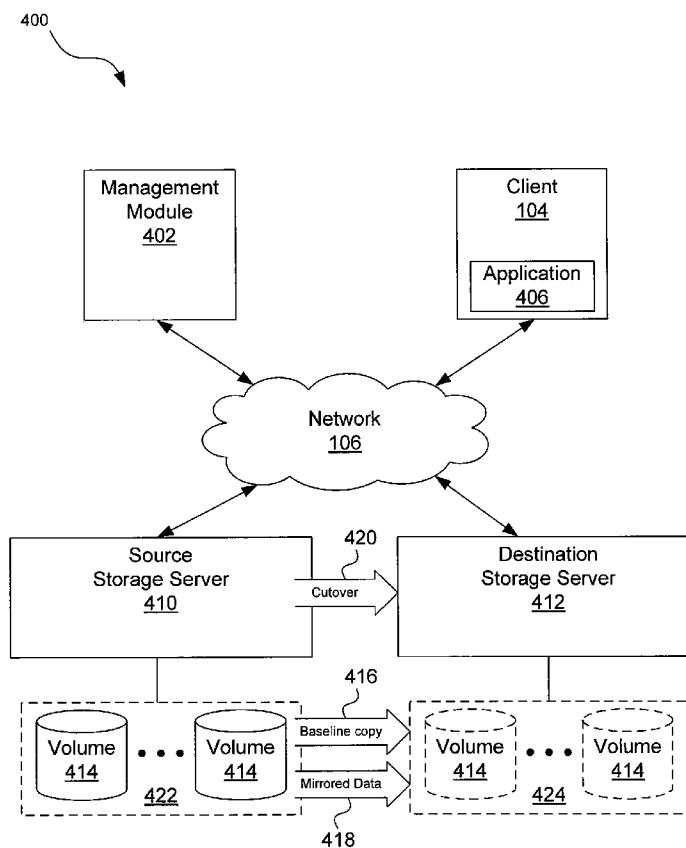 400
Management
Module
402
Client
104
Application
406
Network
106
Source
Storage Server
410
420
Cutover
Destination
Storage Server
412
416
Volume
414
Volume
414
422
Baseline copy
Mirrored Data
418
Volume
414
Volume
414
424